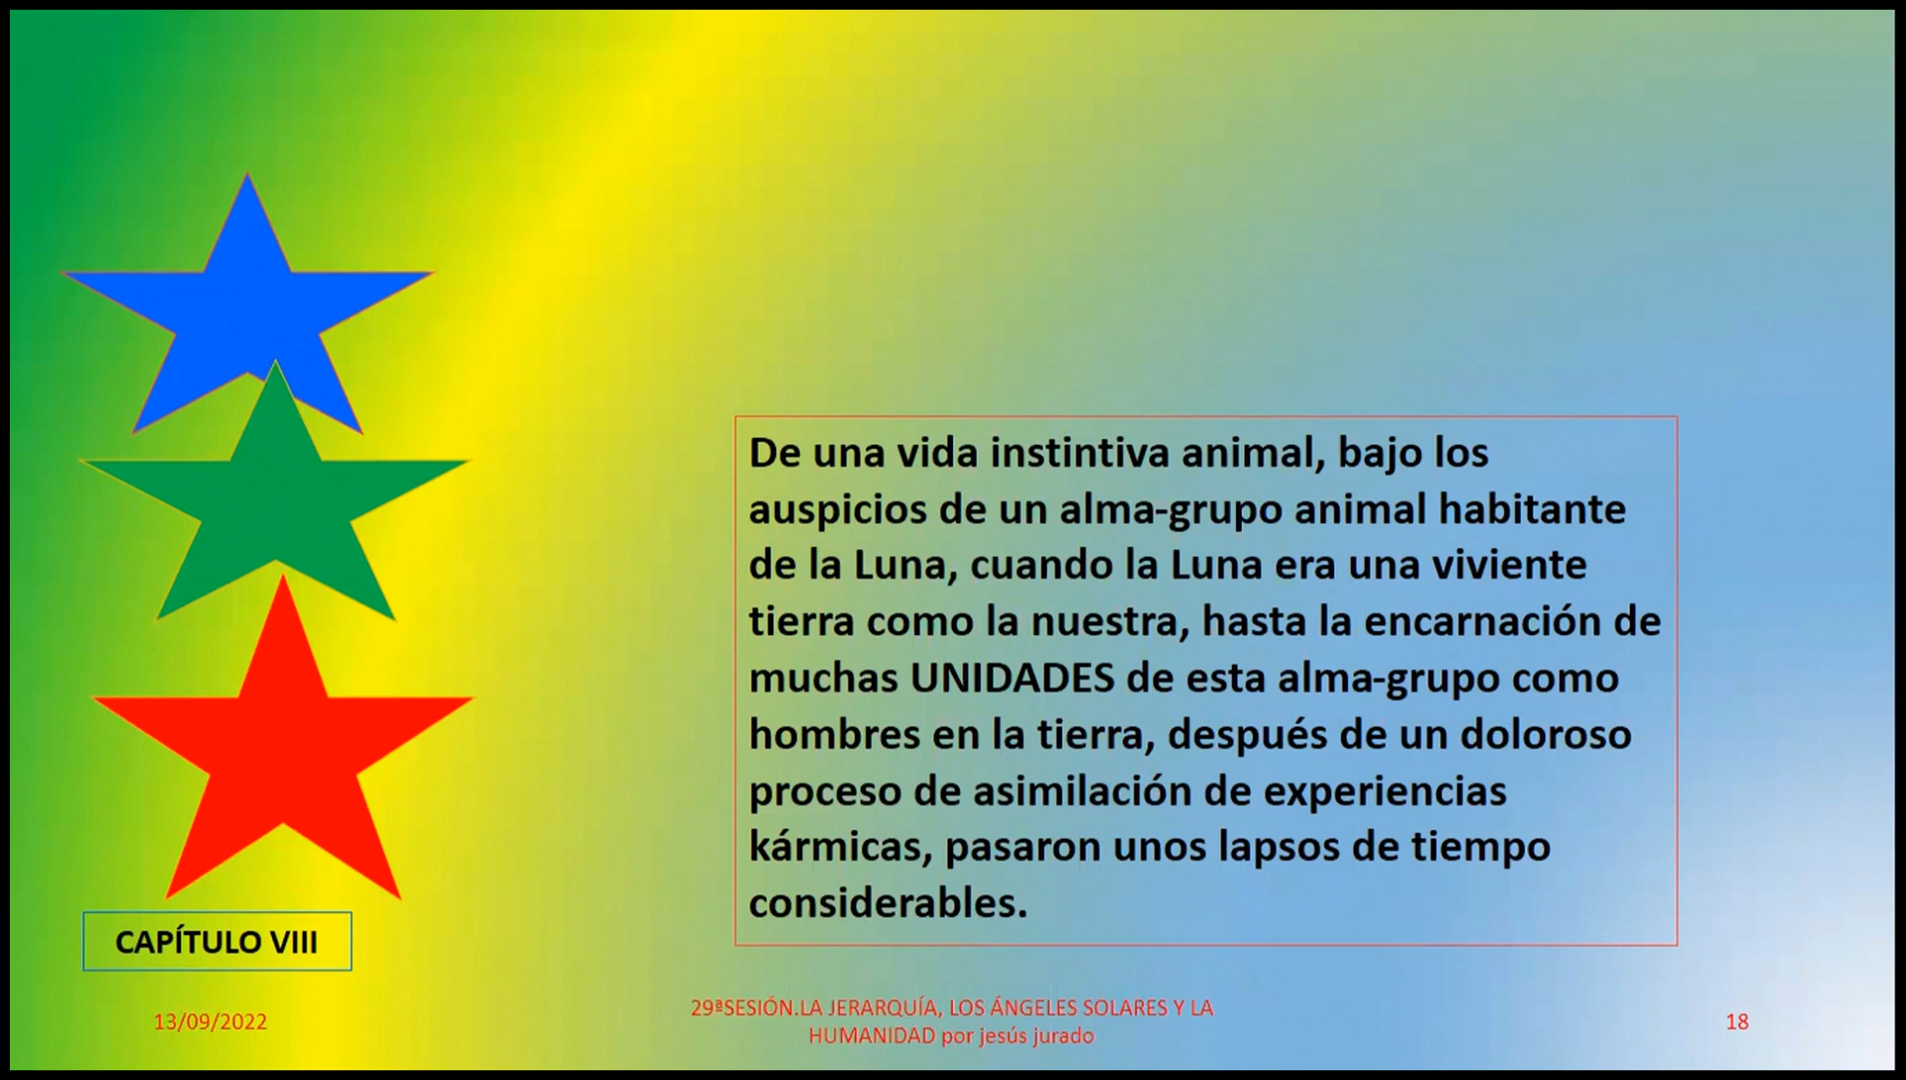 De una vida instintiva animal, bajo los
auspicios de un alma-grupo animal habitante
de la Luna, cuando la Luna era una viviente
tierra como la nuestra, hasta la encarnación de
muchas UNIDADES de esta alma-grupo como
hombres en la tierra, después de un doloroso
proceso de asimilación de experiencias
kármicas, pasaron unos lapsos de tiempo
considerables.
CAPÍTULO VIII
13/09/2022
29ªSESIÓN.LA JERARQUÍA, LOS ÁNGELES SOLARES Y LA
HUMANIDAD por jesús jurado
18